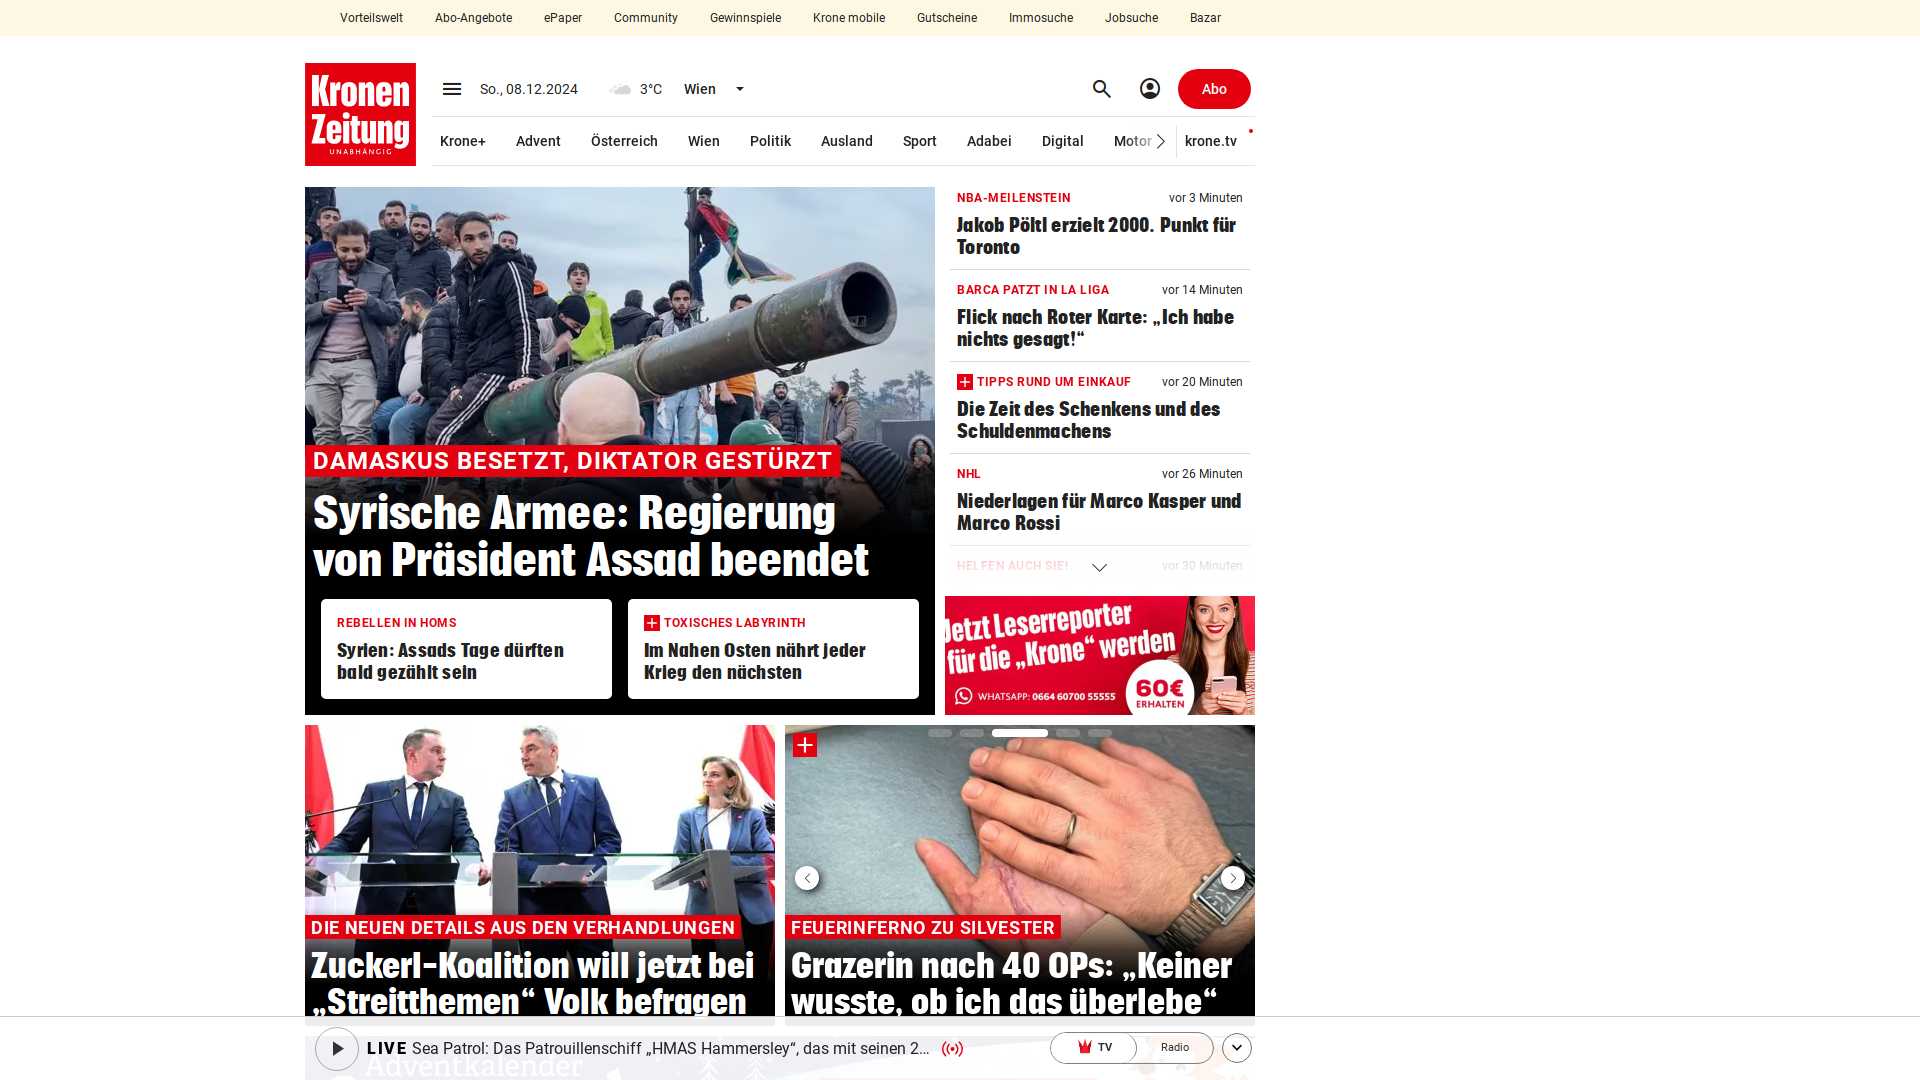 Vorteilswelt Abo-Angebote ePaper Community Gewinnspiele Krone mobile Gutscheine Immosuche Jobsuche Bazar
Kronen
Zeitung
UNABHÄNGIG
So., 08.12.2024 3°C Wien
Abo
Krone+ Advent Österreich Wien Politik Ausland Sport Adabei Digital Motor krone.tv
DAMASKUS BESETZT, DIKTATOR GESTÜRZT
Syrische Armee: Regierung
von Präsident Assad beendet
REBELLEN IN HOMS
Syrien: Assads Tage dürften
bald gezählt sein
TOXISCHES LABYRINTH
Im Nahen Osten nährt jeder
Krieg den nächsten
NBA-MEILENSTEIN vor 3 Minuten
Jakob Pöltl erzielt 2000. Punkt für
Toronto
BARCA PATZT IN LA LIGA vor 14 Minuten
Flick nach Roter Karte: „Ich habe
nichts gesagt!“
TIPPS RUND UM EINKAUF vor 20 Minuten
Die Zeit des Schenkens und des
Schuldenmachens
NHL vor 26 Minuten
Niederlagen für Marco Kasper und
Marco Rossi
HELFEN AUCH SIE! vor 30 Minuten
Jetzt Leserreporter
für die „Krone“ werden
WHATSAPP: 0664 60700 55555
60€
ERHALTEN
DIE NEUEN DETAILS AUS DEN VERHANDLUNGEN
Zuckerl-Koalition will jetzt bei
„Streitthemen“ Volk befragen
FEUERINFERNO ZU SILVESTER
Grazerin nach 40 OPs: „Keiner
wusste, ob ich das überlebe“
LIVE Sea Patrol: Das Patrouillenschiff „HMAS Hammersley“, das mit seinen 2...
TV Radio
Adventkalender